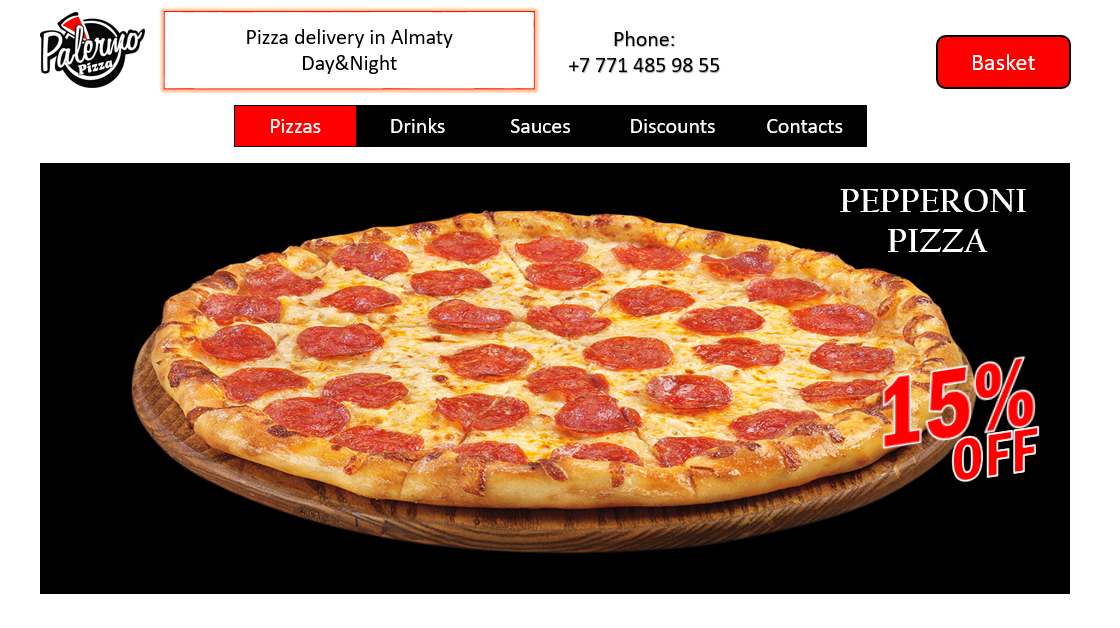 Palermo
Pizza
Pizza delivery in Almaty
Day&Night
Phone:
+7 771 485 98 55
Basket
Pizzas
Drinks
Sauces
Discounts
Contacts
PEPPERONI
PIZZA
15%
OFF